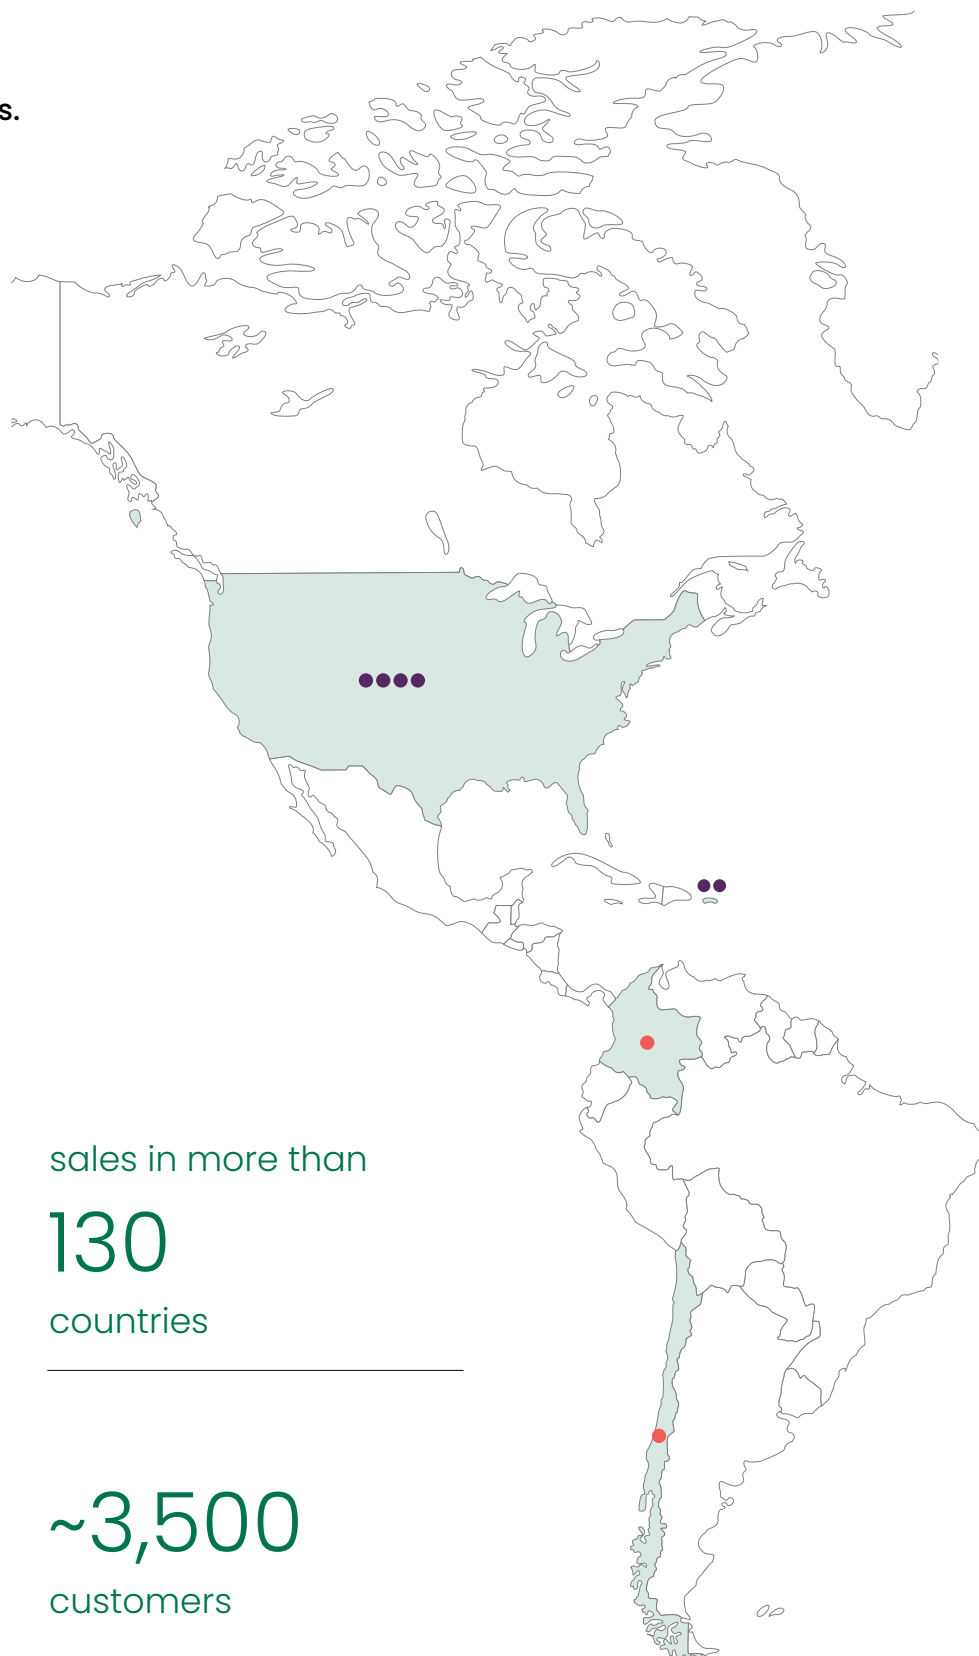 s.
sales in more than
130
countries
~3,500
customers